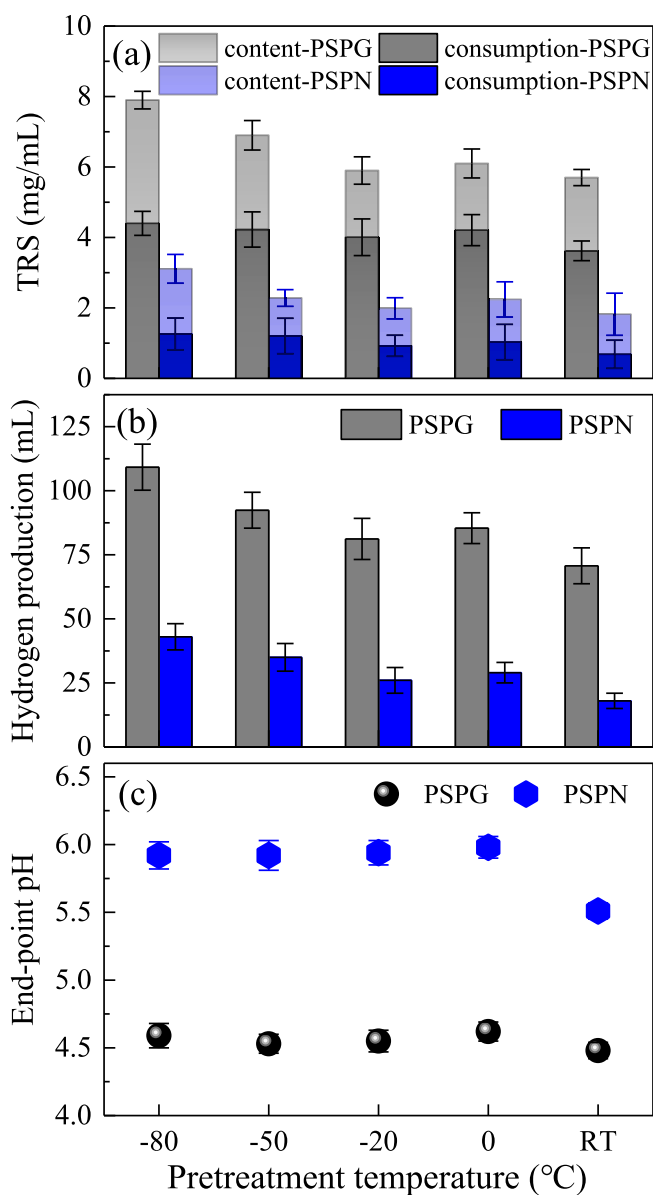 (a)
content-PSPG consumption-PSPG
content-PSPN consumption-PSPN
10
8
6
4
2
0
TRS (mg/mL)
(b)
PSPG PSPN
125
100
75
50
25
0
Hydrogen production (mL)
(c)
PSPG PSPN
6.5
6.0
5.5
5.0
4.5
4.0
End-point pH
-80 -50 -20 0 RT
Pretreatment temperature (℃)